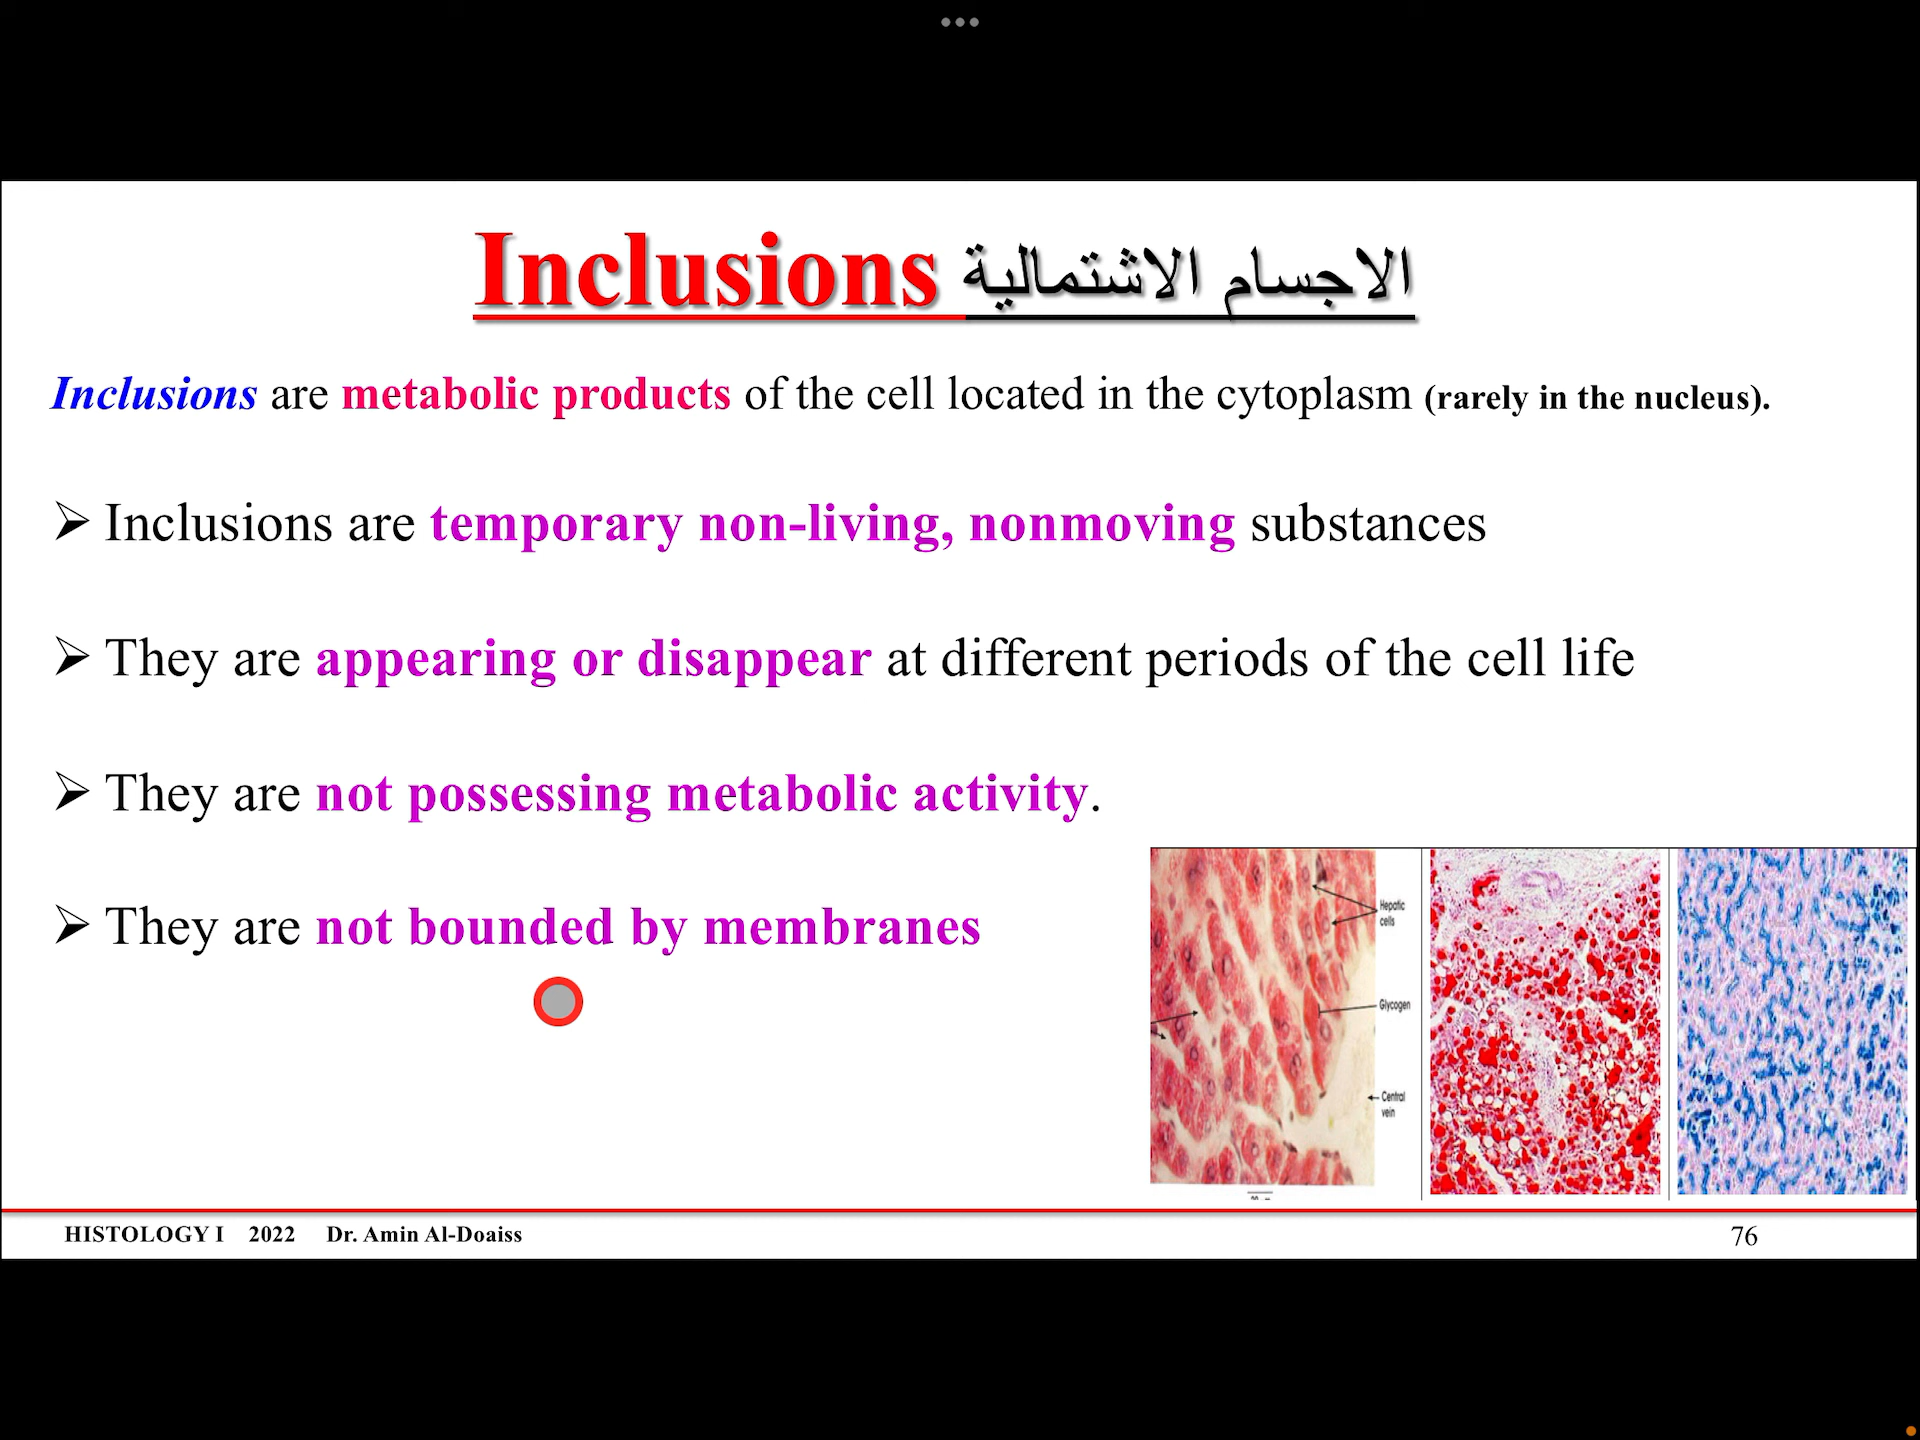 Inclusions الاجسام الاشتمالية
Inclusions are metabolic products of the cell located in the cytoplasm (rarely in the nucleus).
➢ Inclusions are temporary non-living, nonmoving substances
➢ They are appearing or disappear at different periods of the cell life
➢ They are not possessing metabolic activity.
➢ They are not bounded by membranes
Hepatic
cells
Glycogen
Central
vein
HISTOLOGY I 2022 Dr. Amin Al-Doaiss
76